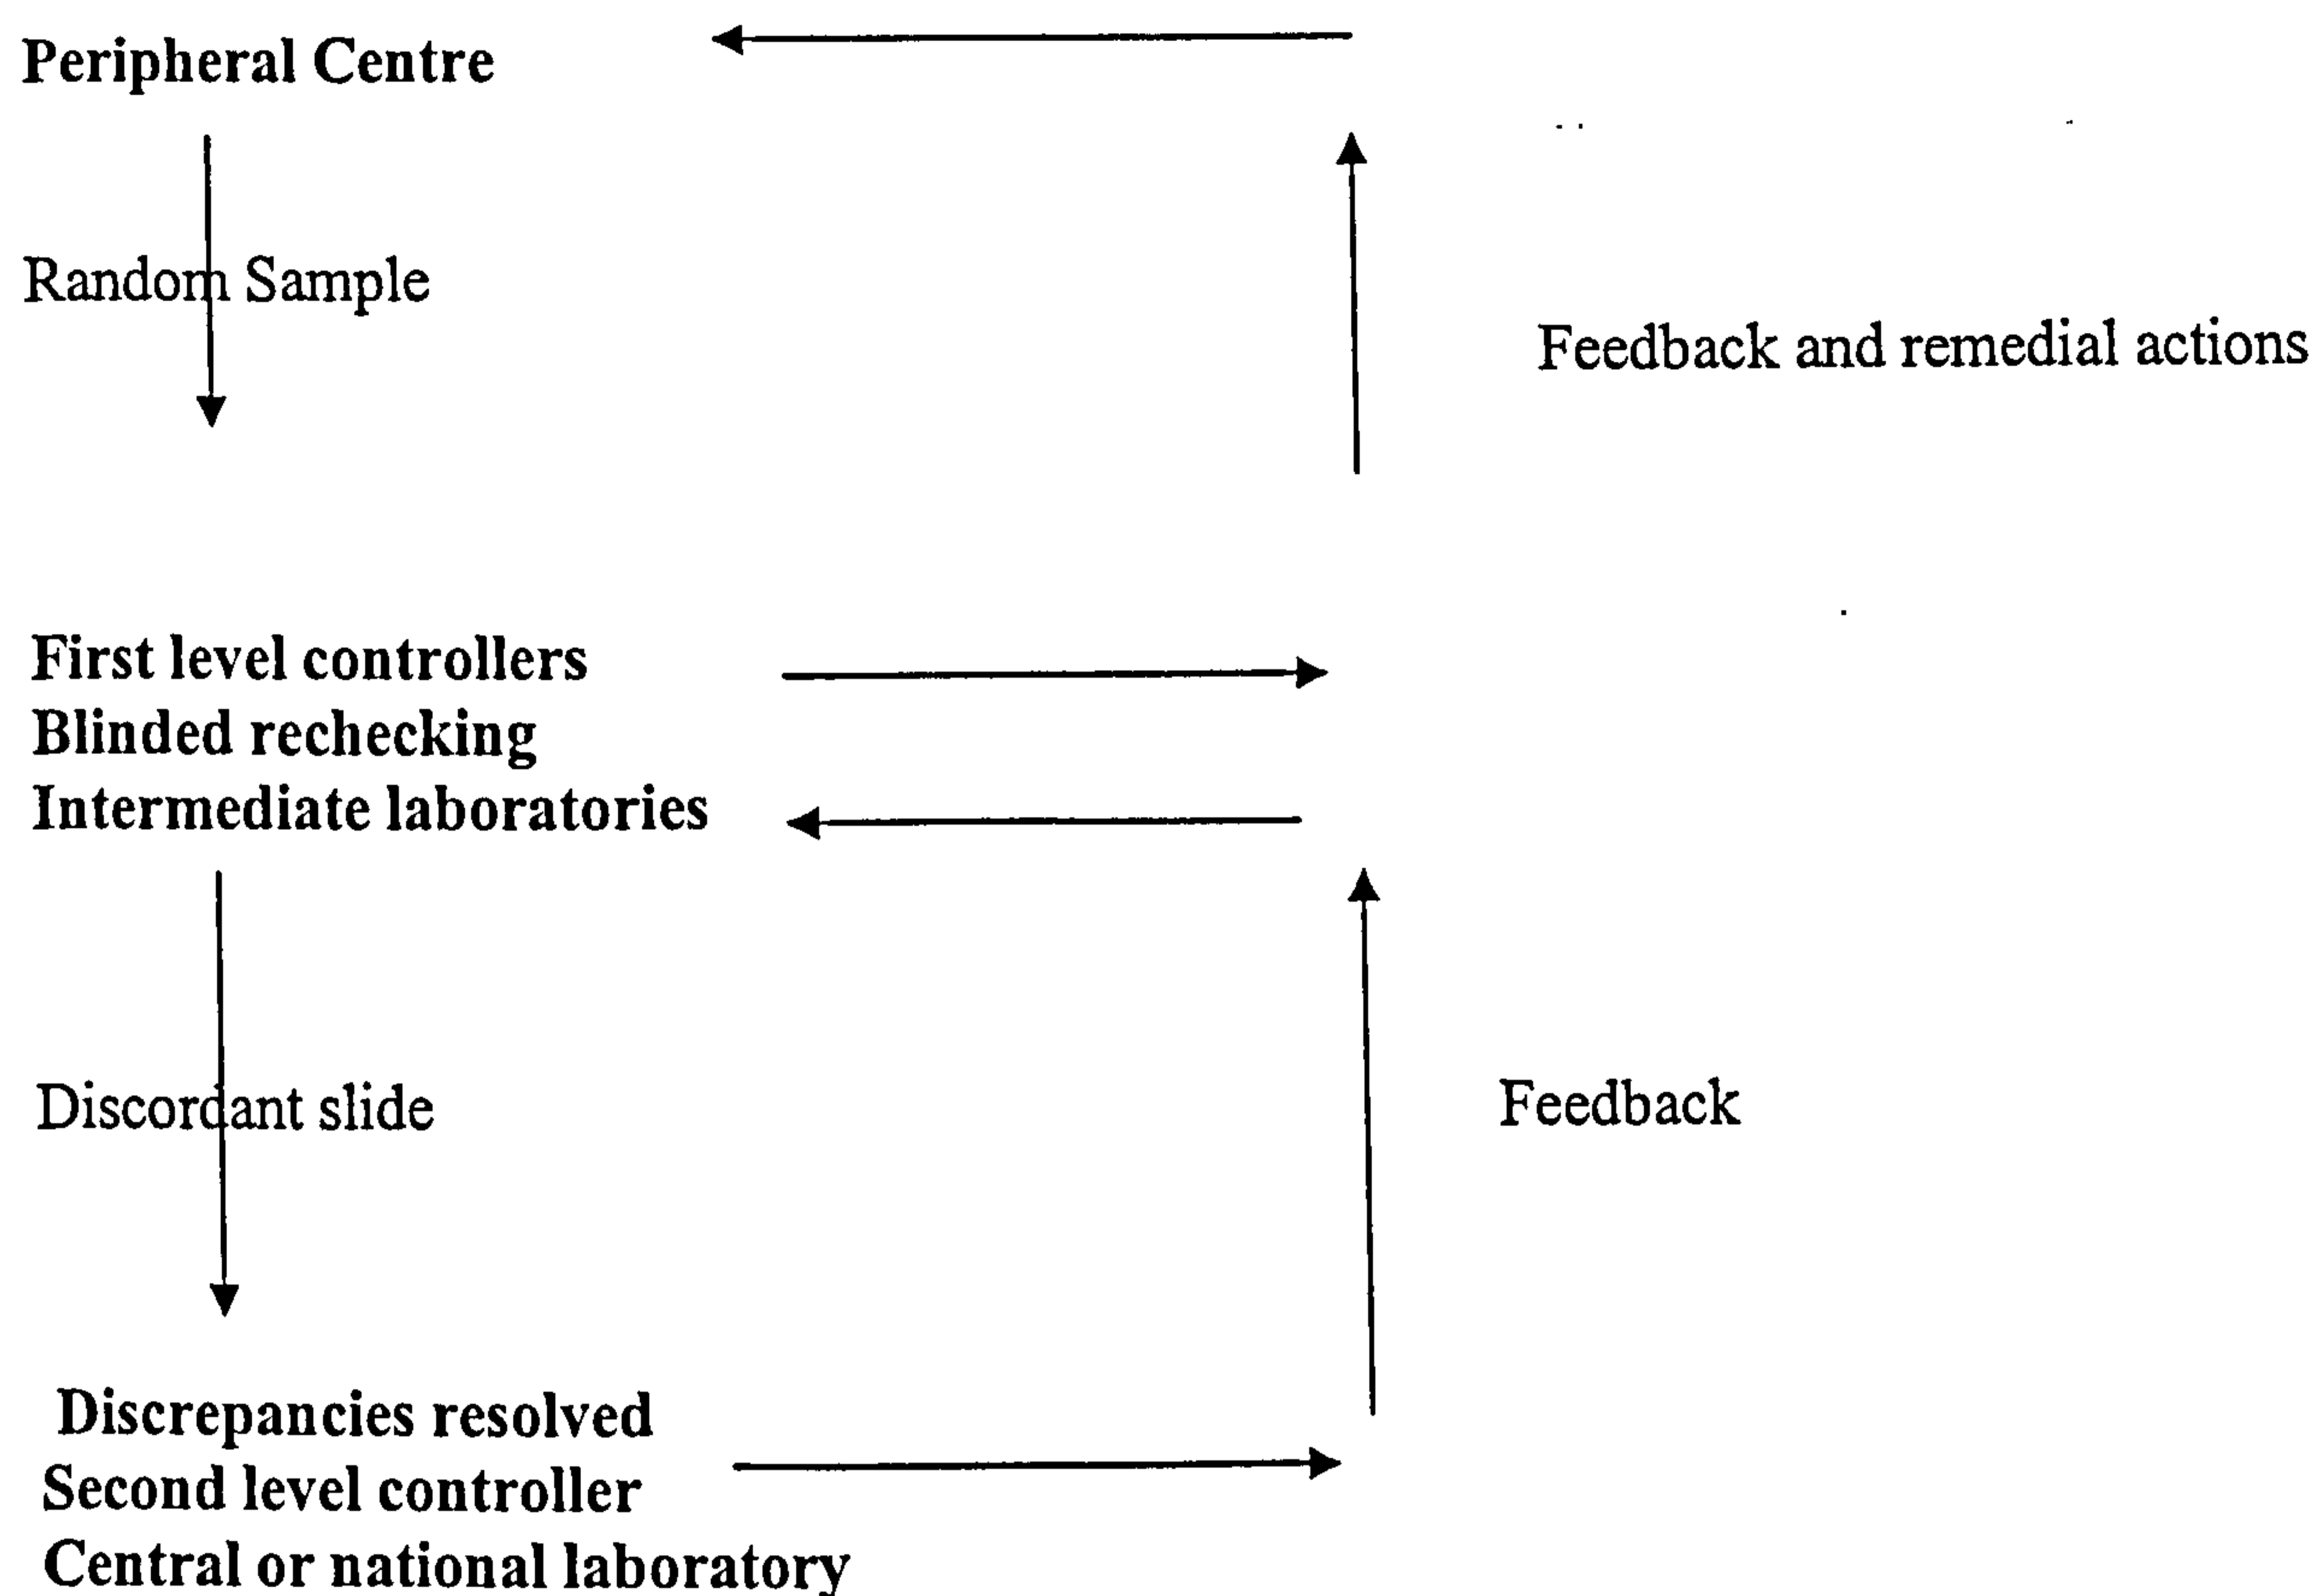 Peripheral Centre
Random Sample
Feedback and remedial actions
First level controllers
Blinded rechecking
Intermediate laboratories
Discordant slide
Feedback
Discrepancies resolved
Second level controller
Central or national laboratory